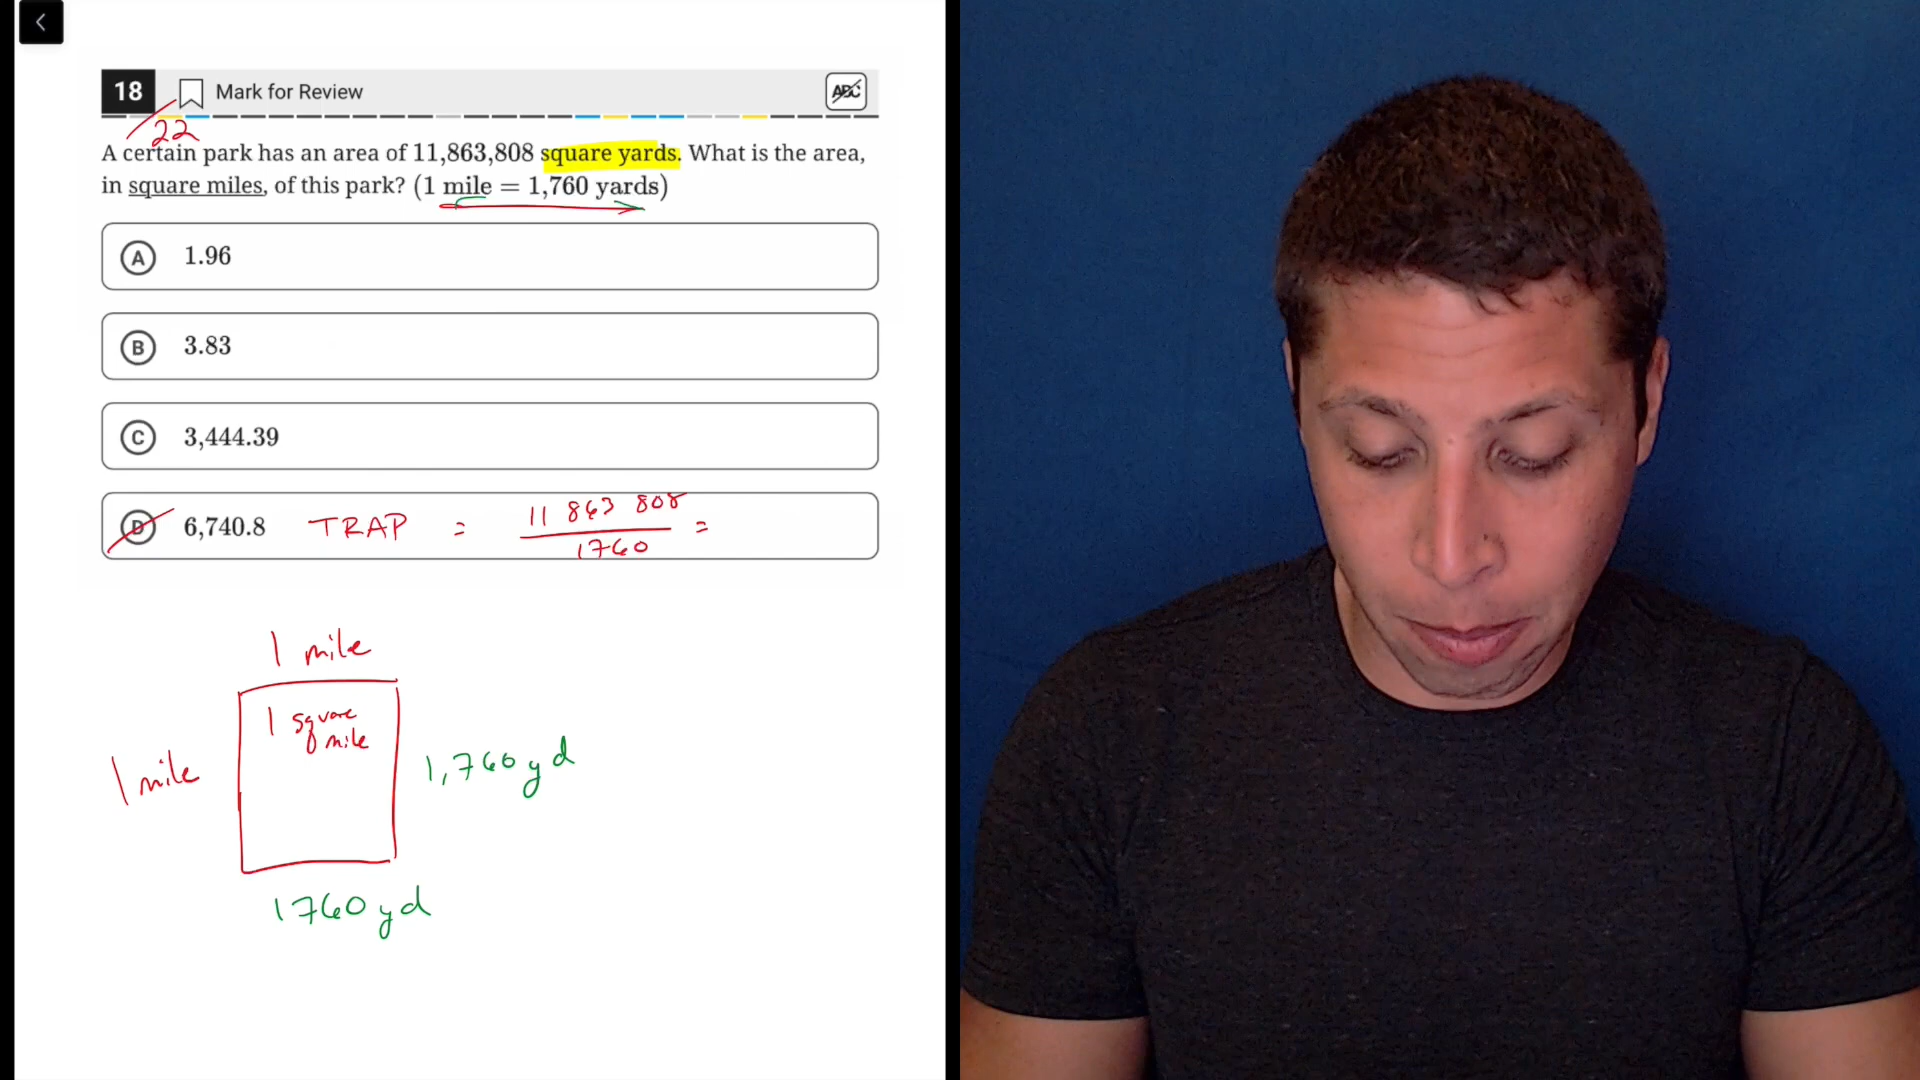 18 Mark for Review ABC
22
A certain park has an area of 11,863,808 square yards. What is the area,
in square miles, of this park? (1 mile = 1,760 yards)
A 1.96
B 3.83
C 3,444.39
D 6,740.8 TRAP = 11 863 808 / 1760 =
1 mile
1 square
mile
1 mile
1,760 yd
1760 yd